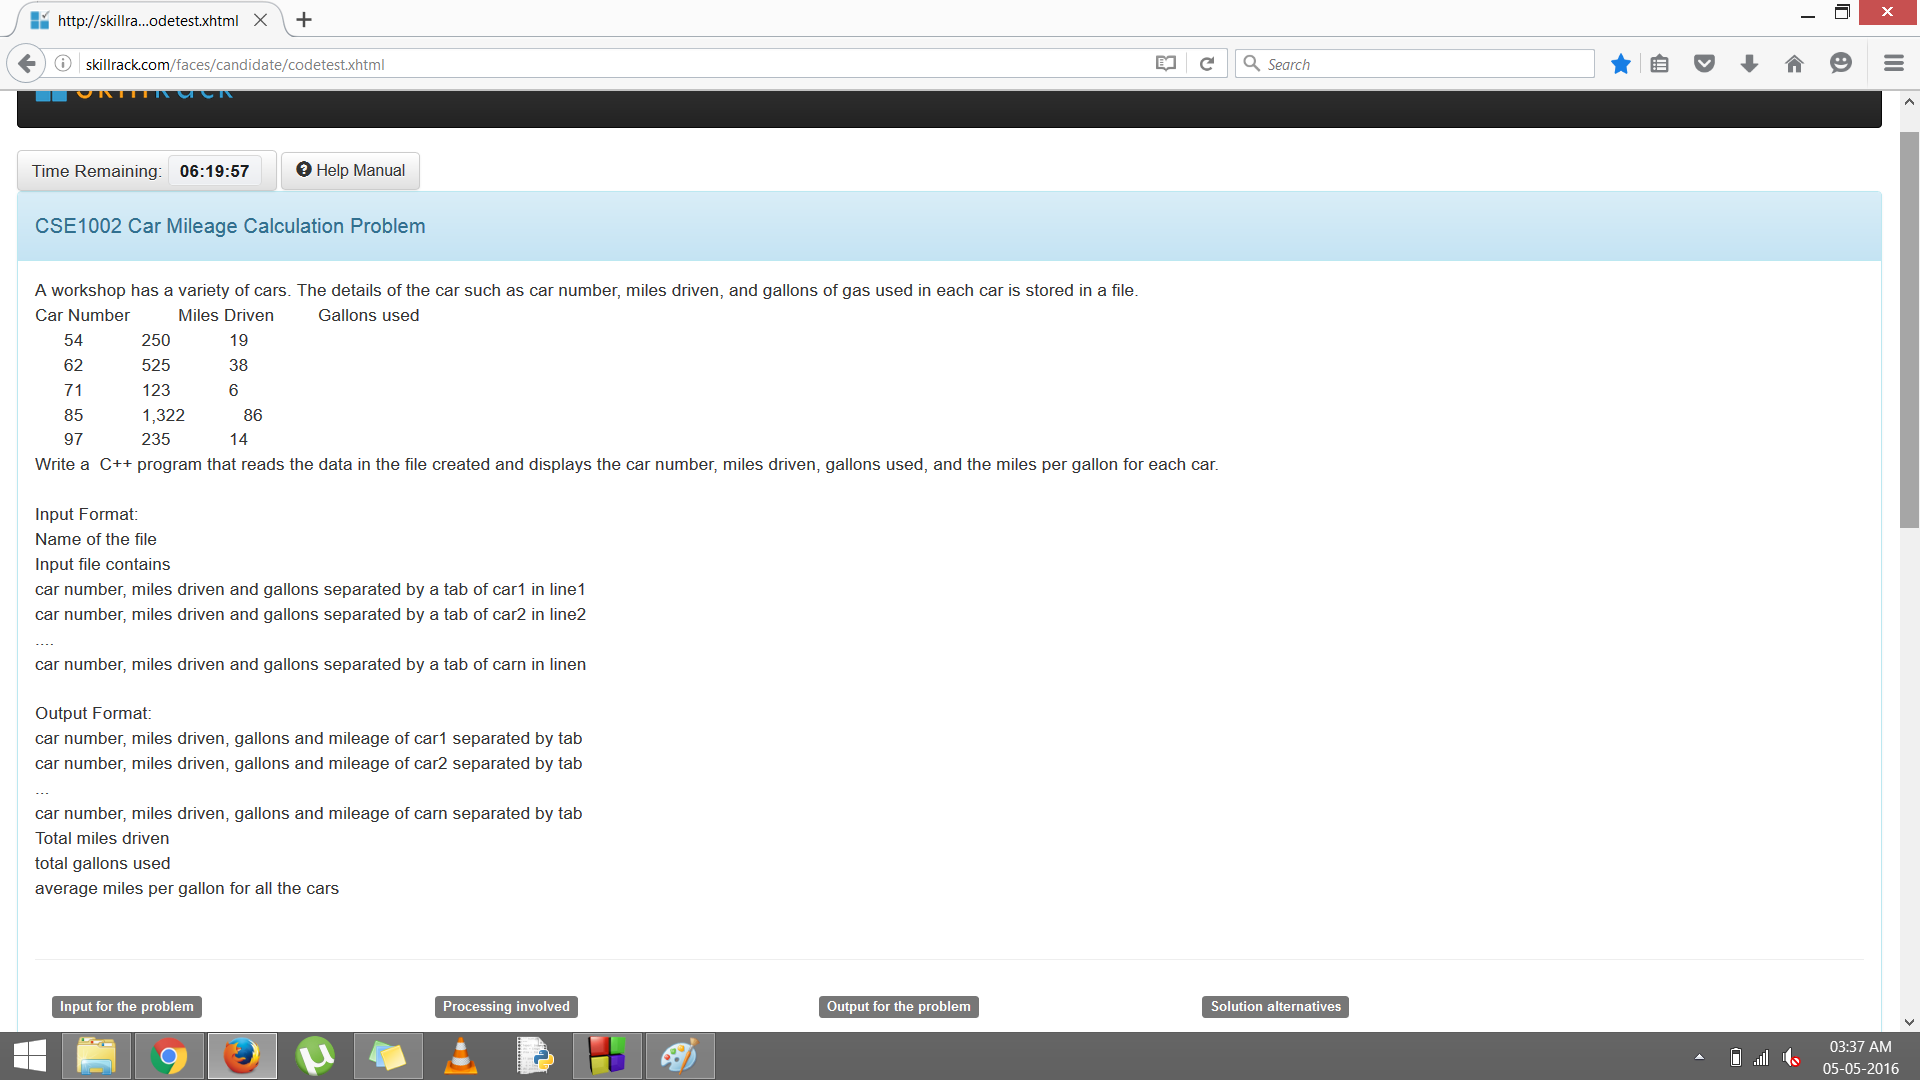 http://skillra...odetest.xhtml
skillrack.com/faces/candidate/codetest.xhtml
Search
Time Remaining: 06:19:57
Help Manual
CSE1002 Car Mileage Calculation Problem
A workshop has a variety of cars. The details of the car such as car number, miles driven, and gallons of gas used in each car is stored in a file.
Car Number Miles Driven Gallons used
54 250 19
62 525 38
71 123 6
85 1,322 86
97 235 14
Write a C++ program that reads the data in the file created and displays the car number, miles driven, gallons used, and the miles per gallon for each car.
Input Format:
Name of the file
Input file contains
car number, miles driven and gallons separated by a tab of car1 in line1
car number, miles driven and gallons separated by a tab of car2 in line2
....
car number, miles driven and gallons separated by a tab of carn in linen
Output Format:
car number, miles driven, gallons and mileage of car1 separated by tab
car number, miles driven, gallons and mileage of car2 separated by tab
...
car number, miles driven, gallons and mileage of carn separated by tab
Total miles driven
total gallons used
average miles per gallon for all the cars
Input for the problem
Processing involved
Output for the problem
Solution alternatives
03:37 AM
05-05-2016